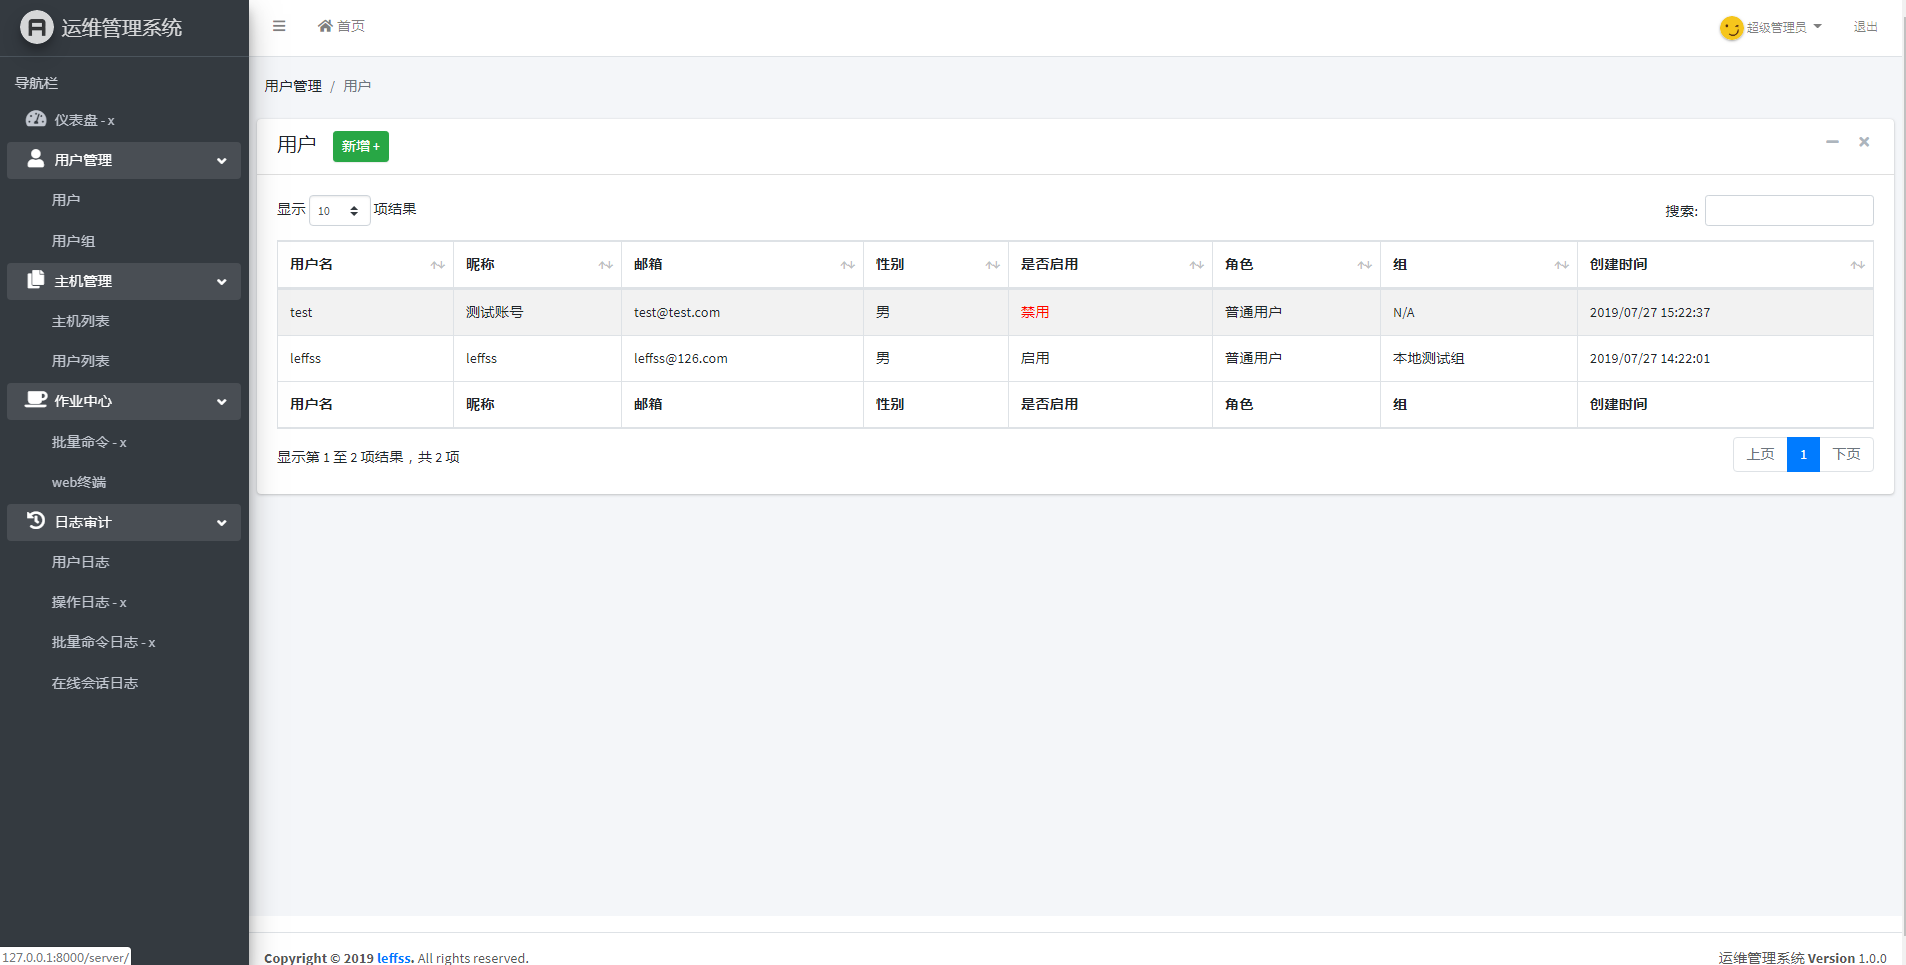 运维管理系统
首页
超级管理员
退出
导航栏
仪表盘 - x
用户管理
用户
用户组
主机管理
主机列表
用户列表
作业中心
批量命令 - x
web终端
日志审计
用户日志
操作日志 - x
批量命令日志 - x
在线会话日志
127.0.0.1:8000/server/
用户管理 / 用户
用户 新增 +
显示 10 项结果
搜索:
用户名 昵称 邮箱 性别 是否启用 角色 组 创建时间
test 测试账号 test@test.com 男 禁用 普通用户 N/A 2019/07/27 15:22:37
leffss leffss leffss@126.com 男 启用 普通用户 本地测试组 2019/07/27 14:22:01
用户名 昵称 邮箱 性别 是否启用 角色 组 创建时间
显示第 1 至 2 项结果，共 2 项
上页 1 下页
Copyright © 2019 leffss. All rights reserved.
运维管理系统 Version 1.0.0